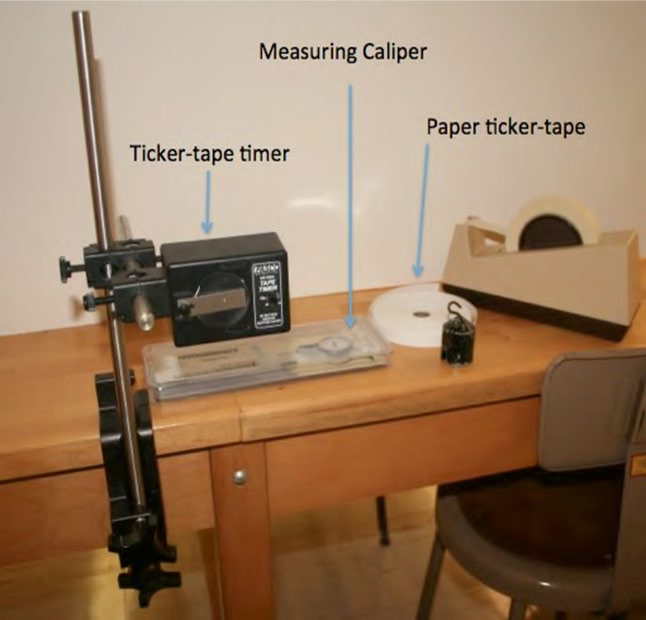 Measuring Caliper
Paper ticker-tape
Ticker-tape timer
TAPE
TIMER